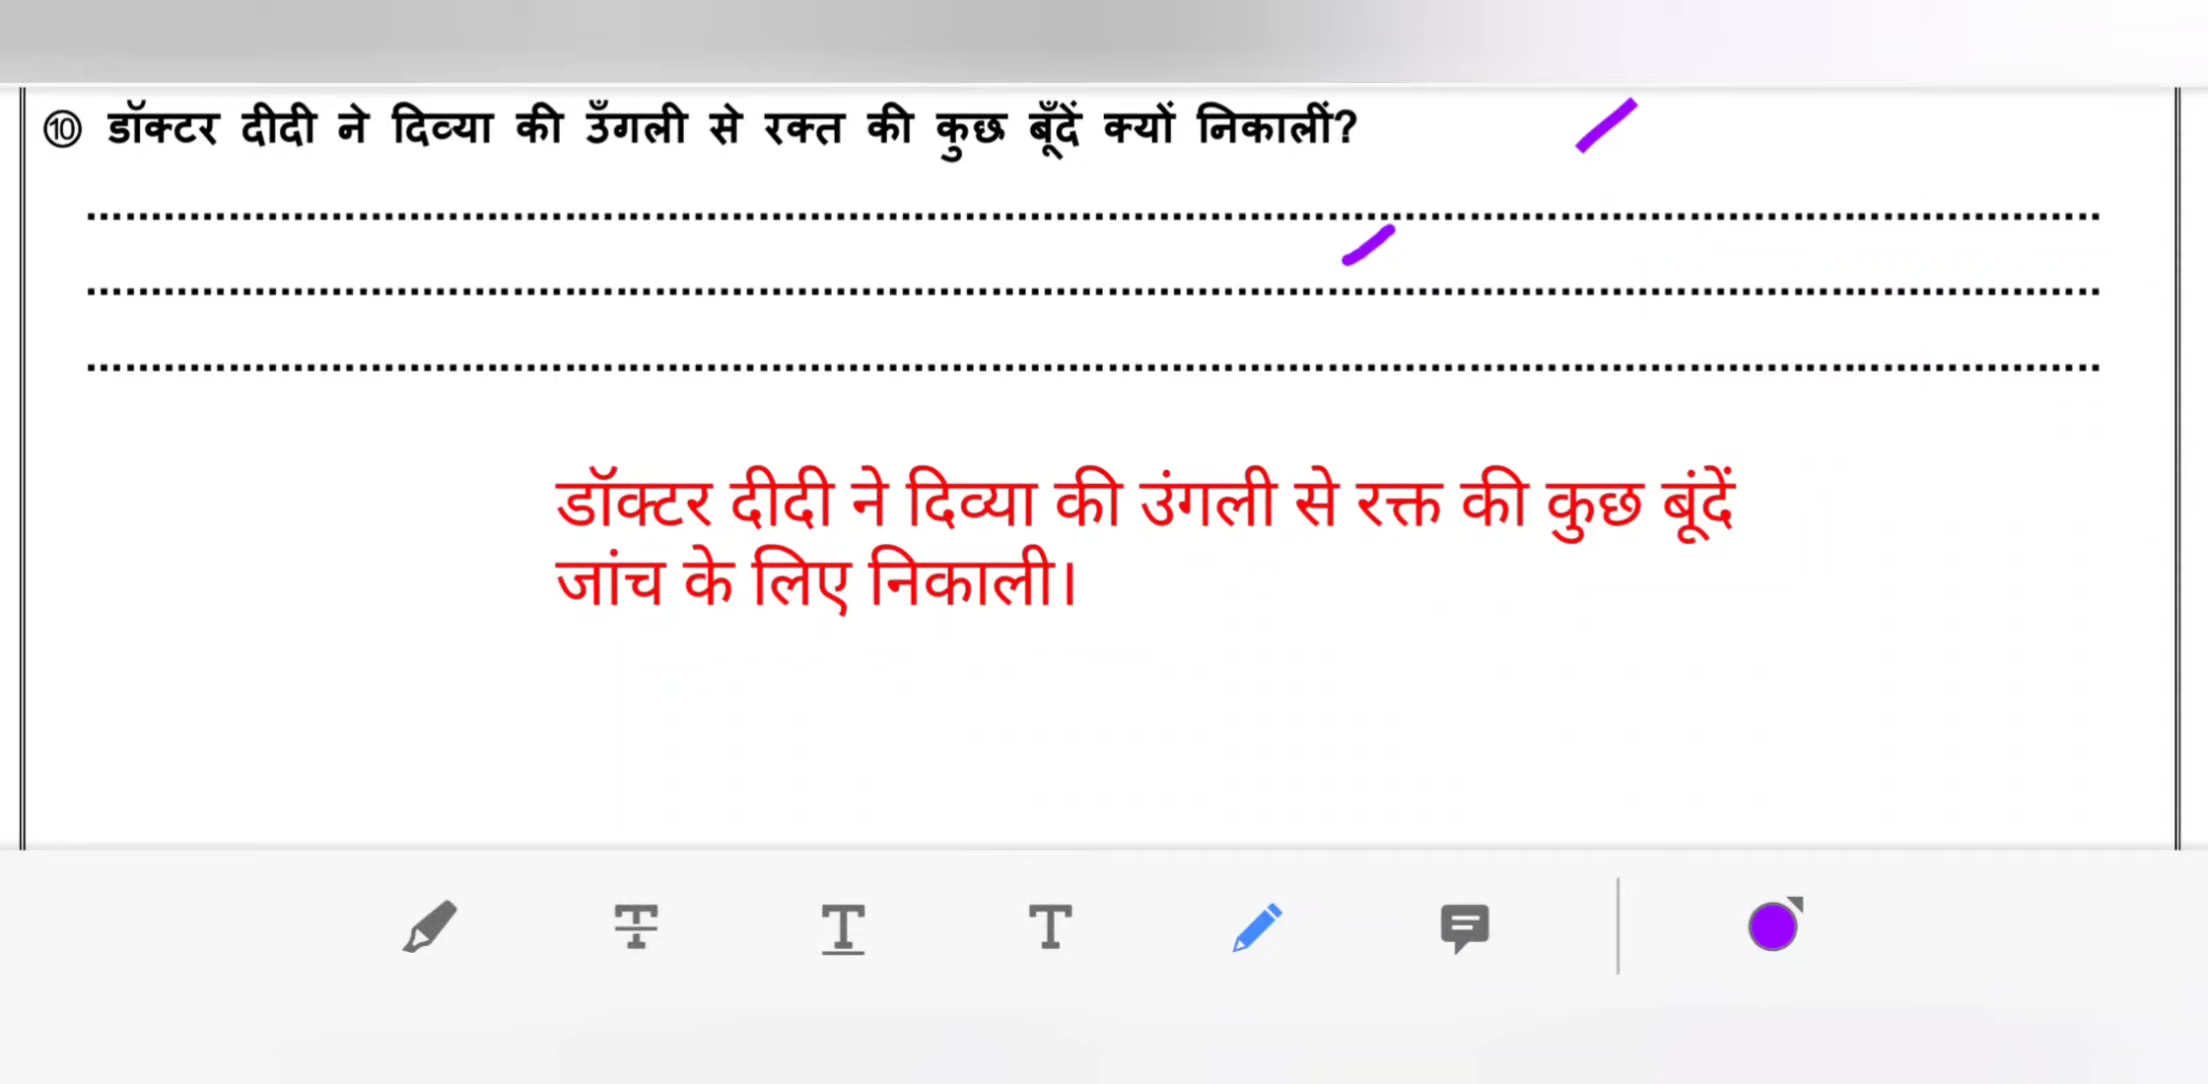 ⑩ डॉक्टर दीदी ने दिव्या की उँगली से रक्त की कुछ बूँदें क्यों निकालीं?
डॉक्टर दीदी ने दिव्या की उंगली से रक्त की कुछ बूंदें
जांच के लिए निकाली।